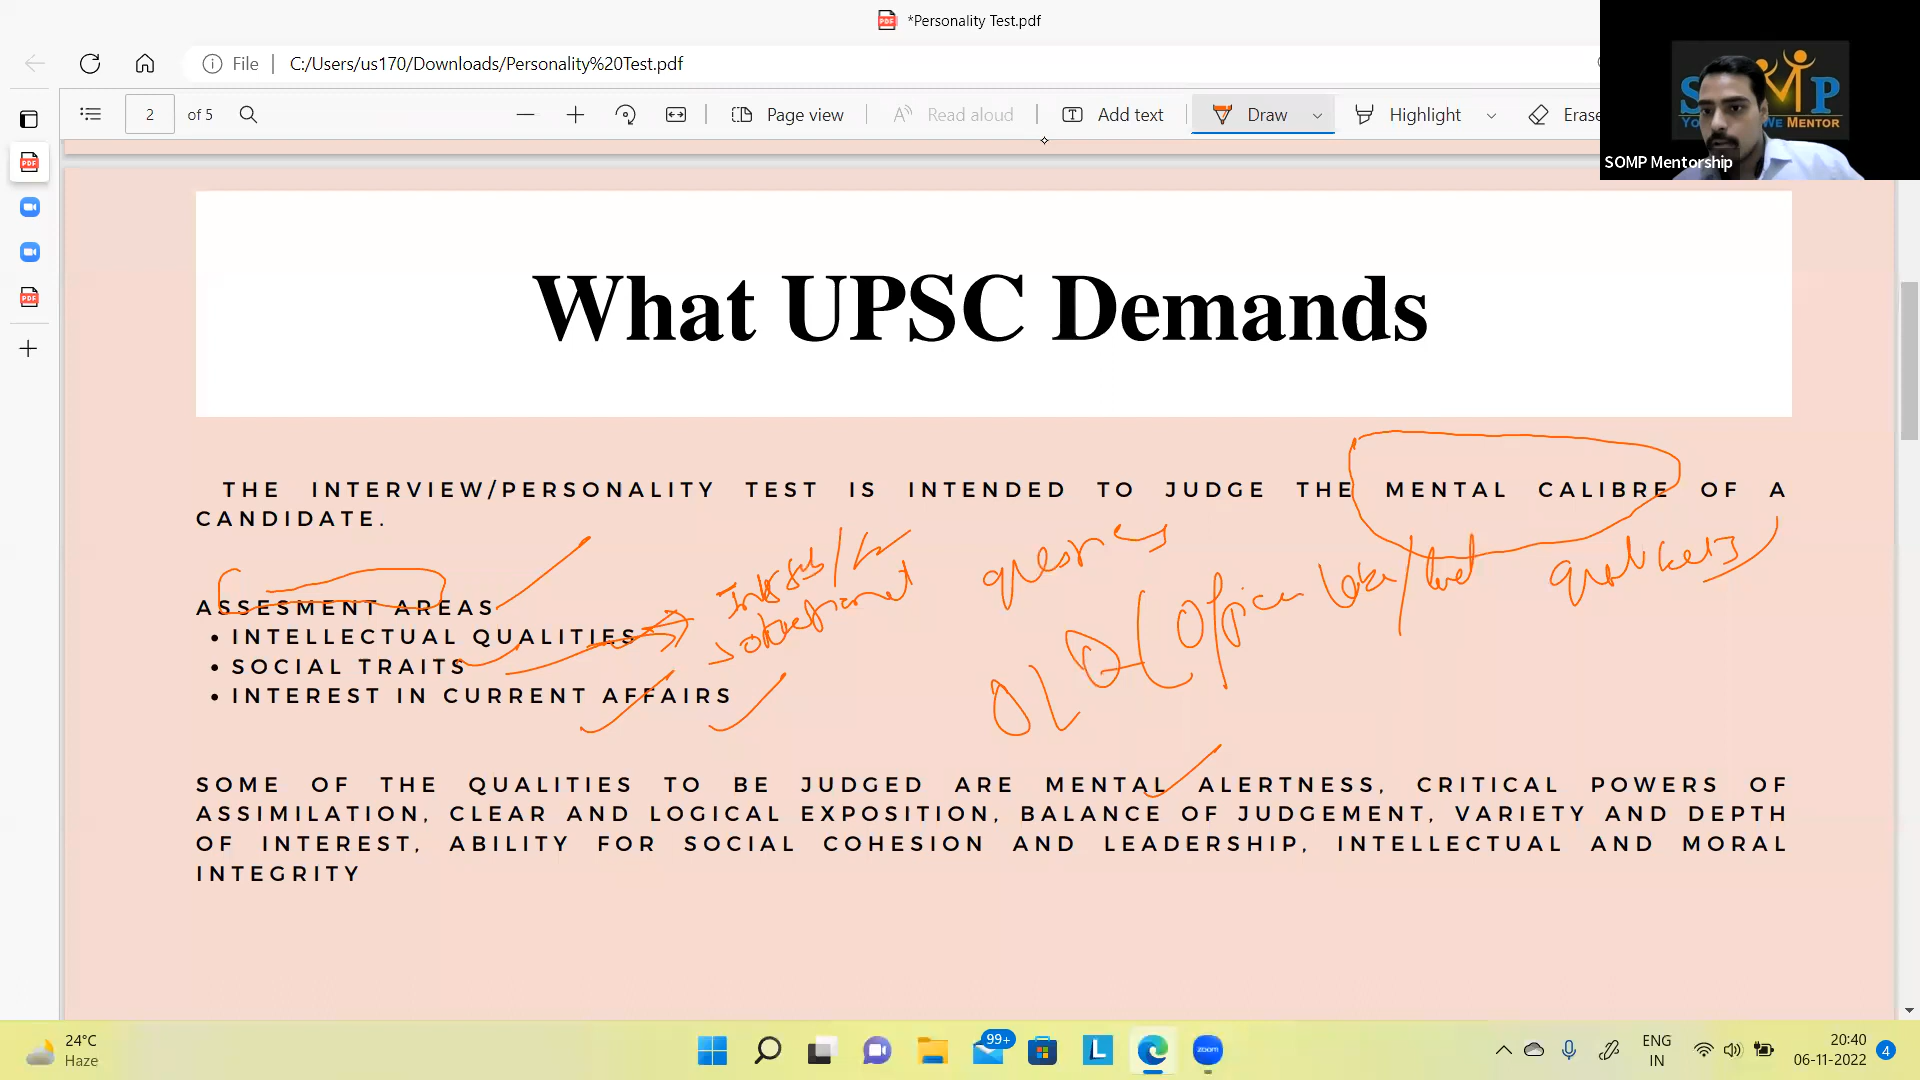 *Personality Test.pdf
File
C:/Users/us170/Downloads/Personality%20Test.pdf
2 of 5
Page view
Read aloud
Add text
Draw
Highlight
Erase
WE MENTOR
SOMP Mentorship
What UPSC Demands
THE INTERVIEW/PERSONALITY TEST IS INTENDED TO JUDGE THE MENTAL CALIBRE OF A
CANDIDATE.
ASSESMENT AREAS
• INTELLECTUAL QUALITIES
• SOCIAL TRAITS
• INTEREST IN CURRENT AFFAIRS
SOME OF THE QUALITIES TO BE JUDGED ARE MENTAL ALERTNESS, CRITICAL POWERS OF
ASSIMILATION, CLEAR AND LOGICAL EXPOSITION, BALANCE OF JUDGEMENT, VARIETY AND DEPTH
OF INTEREST, ABILITY FOR SOCIAL COHESION AND LEADERSHIP, INTELLECTUAL AND MORAL
INTEGRITY
24°C
Haze
99+
zoom
ENG
IN
20:40
06-11-2022
4